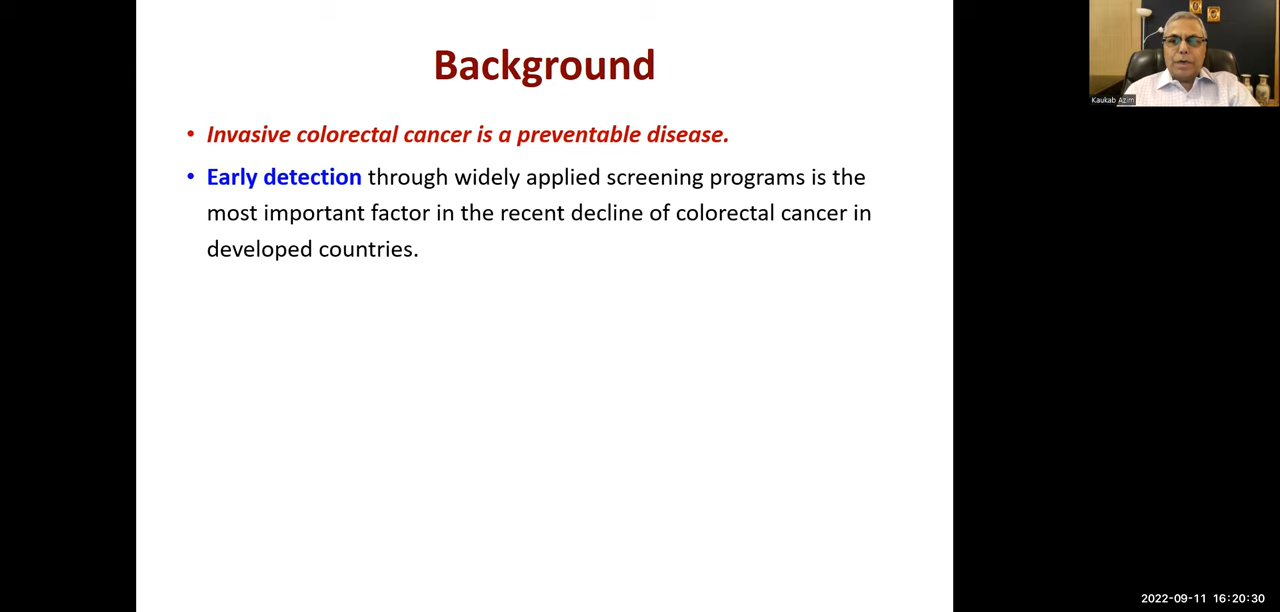 Background
• Invasive colorectal cancer is a preventable disease.
• Early detection through widely applied screening programs is the
most important factor in the recent decline of colorectal cancer in
developed countries.
Kaukab Azim
2022-09-11 16:20:30